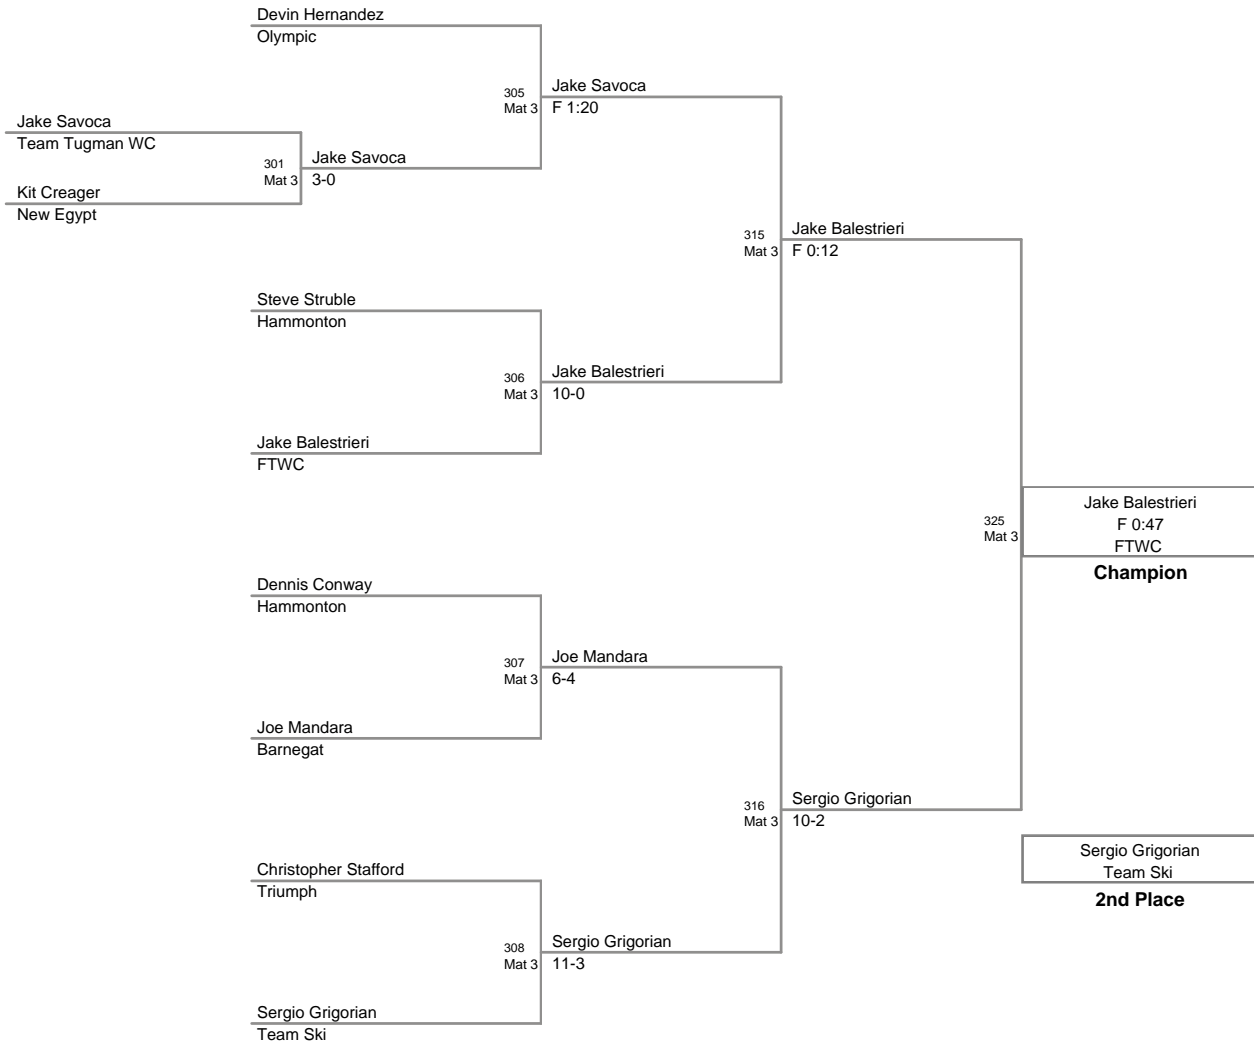 Devin Hernandez
Olympic
305
Mat 3
Jake Savoca
F 1:20
Jake Savoca
Team Tugman WC
301
Mat 3
Jake Savoca
3-0
Kit Creager
New Egypt
315
Mat 3
Jake Balestrieri
F 0:12
Steve Struble
Hammonton
306
Mat 3
Jake Balestrieri
10-0
Jake Balestrieri
FTWC
325
Mat 3
Jake Balestrieri
F 0:47
FTWC
Champion
Dennis Conway
Hammonton
307
Mat 3
Joe Mandara
6-4
Joe Mandara
Barnegat
316
Mat 3
Sergio Grigorian
10-2
Sergio Grigorian
Team Ski
2nd Place
Christopher Stafford
Triumph
308
Mat 3
Sergio Grigorian
11-3
Sergio Grigorian
Team Ski